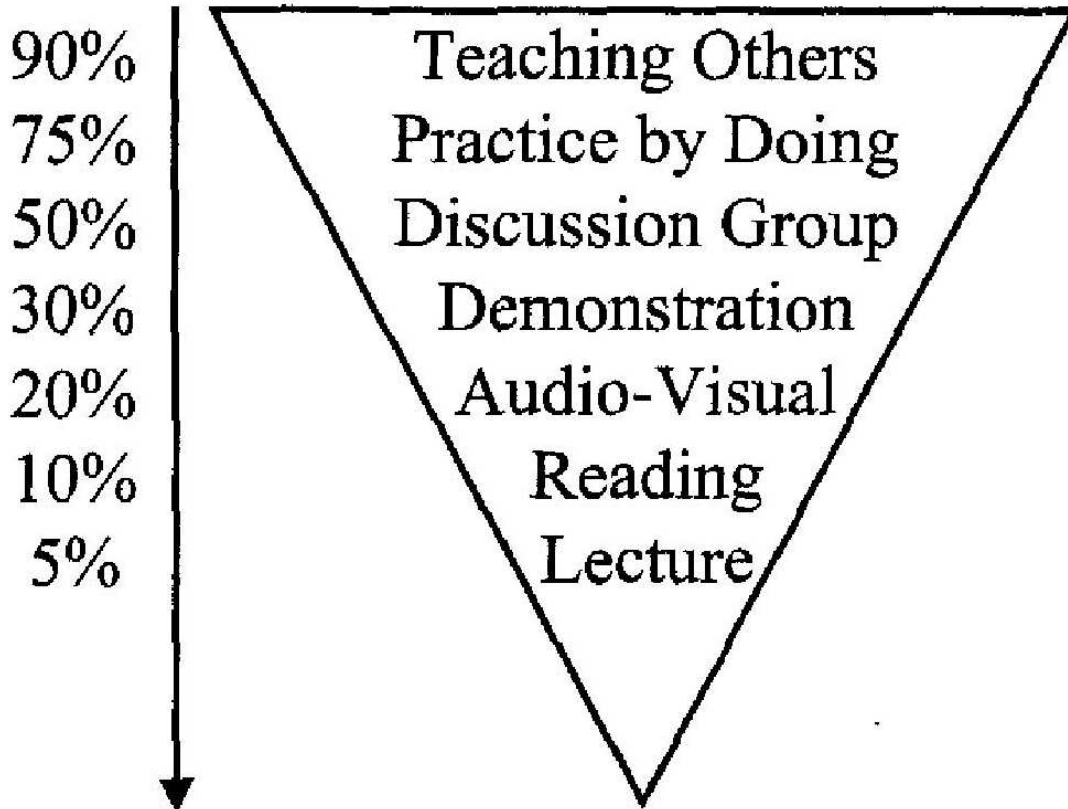 90% Teaching Others
75% Practice by Doing
50% Discussion Group
30% Demonstration
20% Audio-Visual
10% Reading
5% Lecture